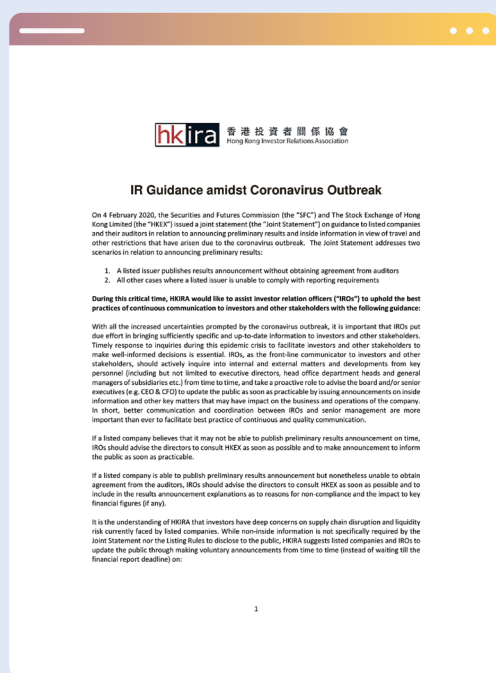 hkira 香港投資者關係協會
Hong Kong Investor Relations Association
IR Guidance amidst Coronavirus Outbreak
On 4 February 2020, the Securities and Futures Commission (the "SFC") and The Stock Exchange of Hong
Kong Limited (the "HKEX") issued a joint statement (the "Joint Statement") on guidance to listed companies
and their auditors in relation to announcing preliminary results and inside information in view of travel and
other restrictions that have arisen due to the coronavirus outbreak. The Joint Statement addresses two
scenarios in relation to announcing preliminary results:
1. A listed issuer publishes results announcement without obtaining agreement from auditors
2. All other cases where a listed issuer is unable to comply with reporting requirements
During this critical time, HKIRA would like to assist investor relation officers ("IROs") to uphold the best
practices of continuous communication to investors and other stakeholders with the following guidance:
With all the increased uncertainties prompted by the coronavirus outbreak, it is important that IROs put
due effort in bringing sufficiently specific and up-to-date information to investors and other stakeholders.
Timely response to inquiries during this epidemic crisis to facilitate investors and other stakeholders to
make well-informed decisions is essential. IROs, as the front-line communicator to investors and other
stakeholders, should actively inquire into internal and external matters and developments from key
personnel (including but not limited to executive directors, head office department heads and general
managers of subsidiaries etc.) from time to time, and take a proactive role to advise the board and/or senior
executives (e.g. CEO & CFO) to update the public as soon as practicable by issuing announcements on inside
information and other key matters that may have impact on the business and operations of the company.
In short, better communication and coordination between IROs and senior management are more
important than ever to facilitate best practice of continuous and quality communication.
If a listed company believes that it may not be able to publish preliminary results announcement on time,
IROs should advise the directors to consult HKEX as soon as possible and to make announcement to inform
the public as soon as practicable.
If a listed company is able to publish preliminary results announcement but nonetheless unable to obtain
agreement from the auditors, IROs should advise the directors to consult HKEX as soon as possible and to
include in the results announcement explanations as to reasons for non-compliance and the impact to key
financial figures (if any).
It is the understanding of HKIRA that investors have deep concerns on supply chain disruption and liquidity
risk currently faced by listed companies. While non-inside information is not specifically required by the
Joint Statement nor the Listing Rules to disclose to the public, HKIRA suggests listed companies and IROs to
update the public through making voluntary announcements from time to time (instead of waiting till the
financial report deadline) on:
1